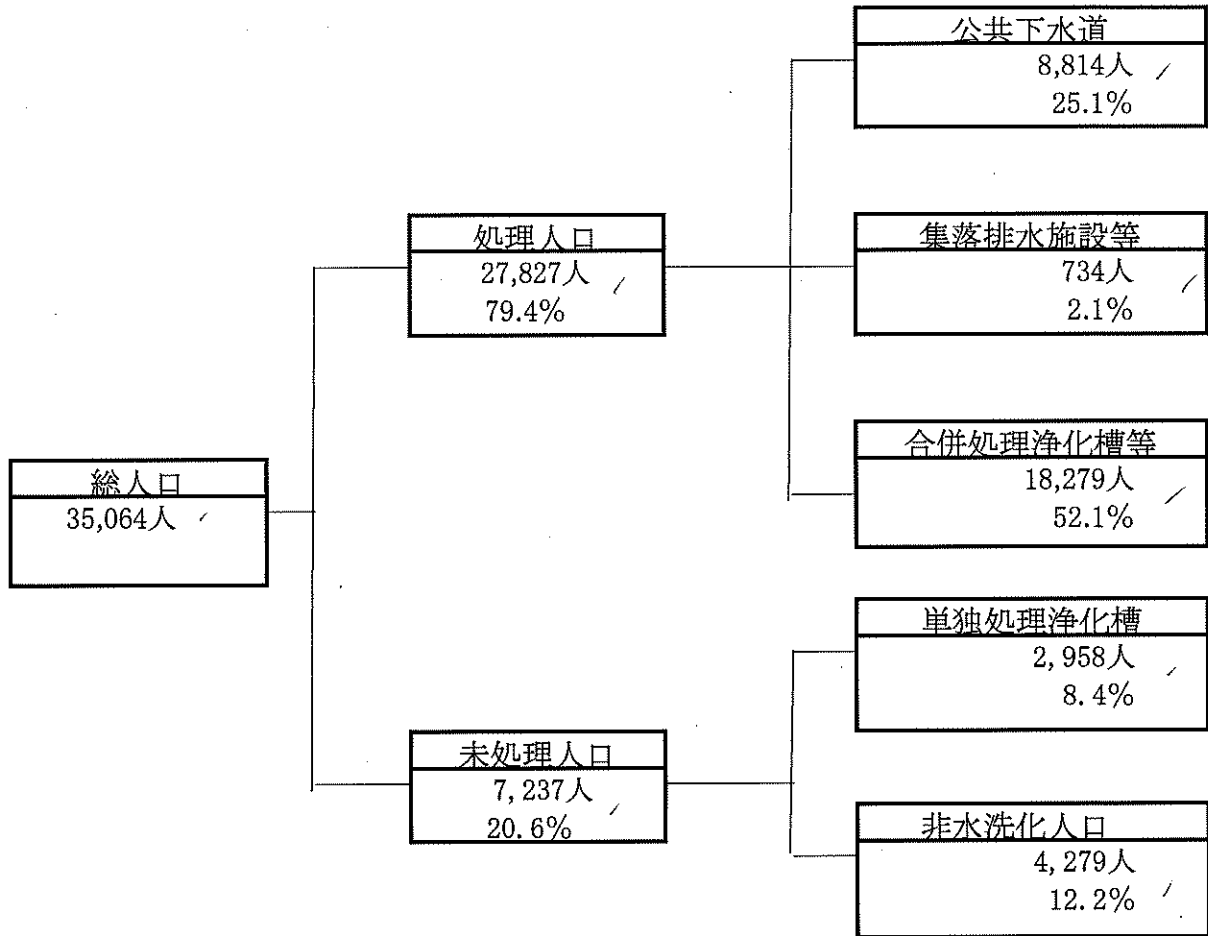 公共下水道
8,814人
25.1%
処理人口
27,827人
79.4%
集落排水施設等
734人
2.1%
合併処理浄化槽等
18,279人
52.1%
総人口
35,064人
単独処理浄化槽
2,958人
8.4%
未処理人口
7,237人
20.6%
非水洗化人口
4,279人
12.2%